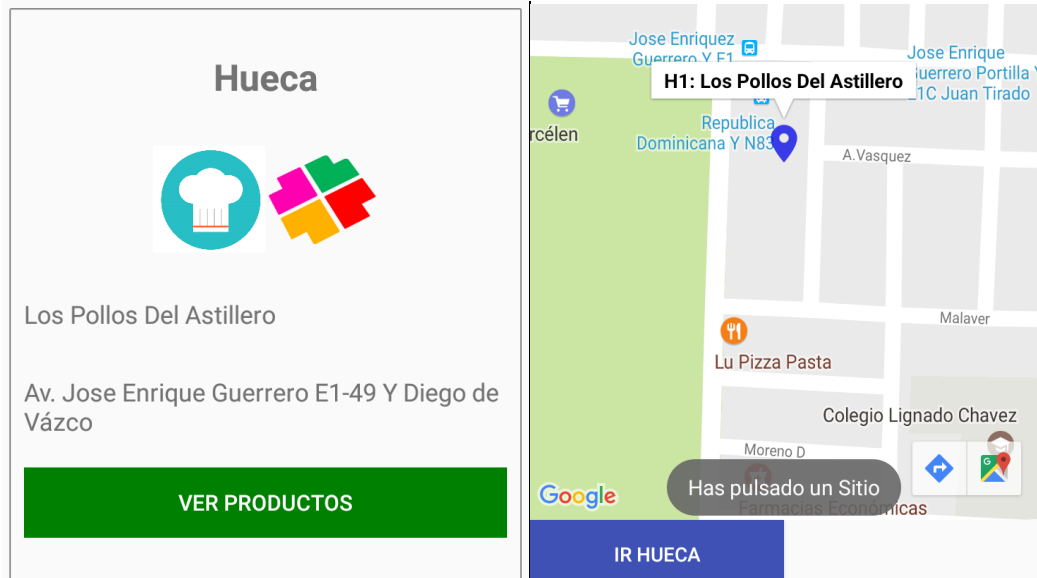 Hueca
Los Pollos Del Astillero
Av. Jose Enrique Guerrero E1-49 Y Diego de
Vázco
VER PRODUCTOS
Jose Enriquez
Guerrero Y E1
Jose Enrique
Guerrero Portilla Y
E1C Juan Tirado
H1: Los Pollos Del Astillero
rcélen
Republica
Dominicana Y N83
A.Vasquez
Malaver
Lu Pizza Pasta
Colegio Lignado Chavez
Moreno D
Has pulsado un Sitio
Google
Farmacias Económicas
IR HUECA